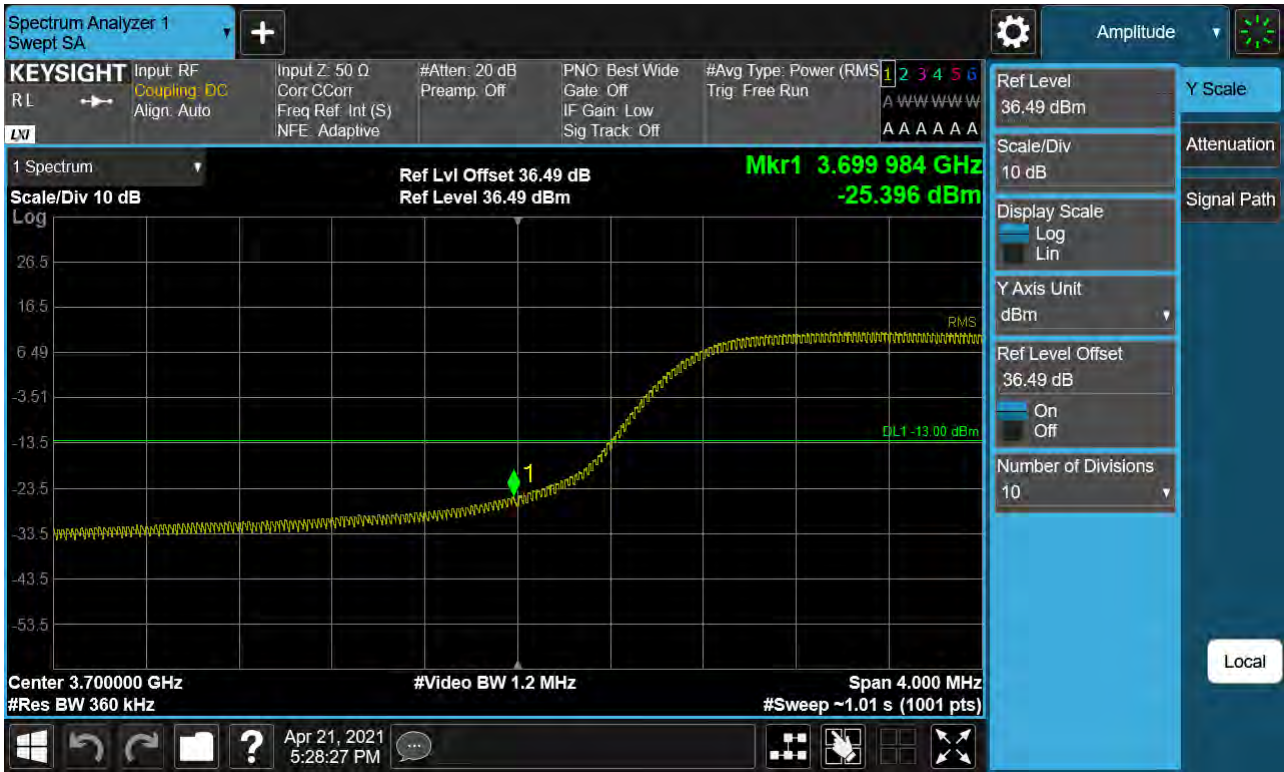 Spectrum Analyzer 1
Swept SA
Amplitude
KEYSIGHT
RL
LXI
Input: RF
Coupling: DC
Align: Auto
Input Z: 50 Ω
Corr CCorr
Freq Ref: Int (S)
NFE: Adaptive
#Atten: 20 dB
Preamp: Off
PNO: Best Wide
Gate: Off
IF Gain: Low
Sig Track: Off
#Avg Type: Power (RMS
Trig: Free Run
1 2 3 4 5 6
A W W W W W
A A A A A A
1 Spectrum
Scale/Div 10 dB
Log
Ref Lvl Offset 36.49 dB
Ref Level 36.49 dBm
Mkr1 3.699 984 GHz
-25.396 dBm
26.5
16.5
6.49
-3.51
-13.5
-23.5
-33.5
-43.5
-53.5
RMS
DL1 -13.00 dBm
1
Center 3.700000 GHz
#Res BW 360 kHz
#Video BW 1.2 MHz
Span 4.000 MHz
#Sweep ~1.01 s (1001 pts)
Ref Level
36.49 dBm
Scale/Div
10 dB
Display Scale
Log
Lin
Y Axis Unit
dBm
Ref Level Offset
36.49 dB
On
Off
Number of Divisions
10
Y Scale
Attenuation
Signal Path
Local
?
Apr 21, 2021
5:28:27 PM